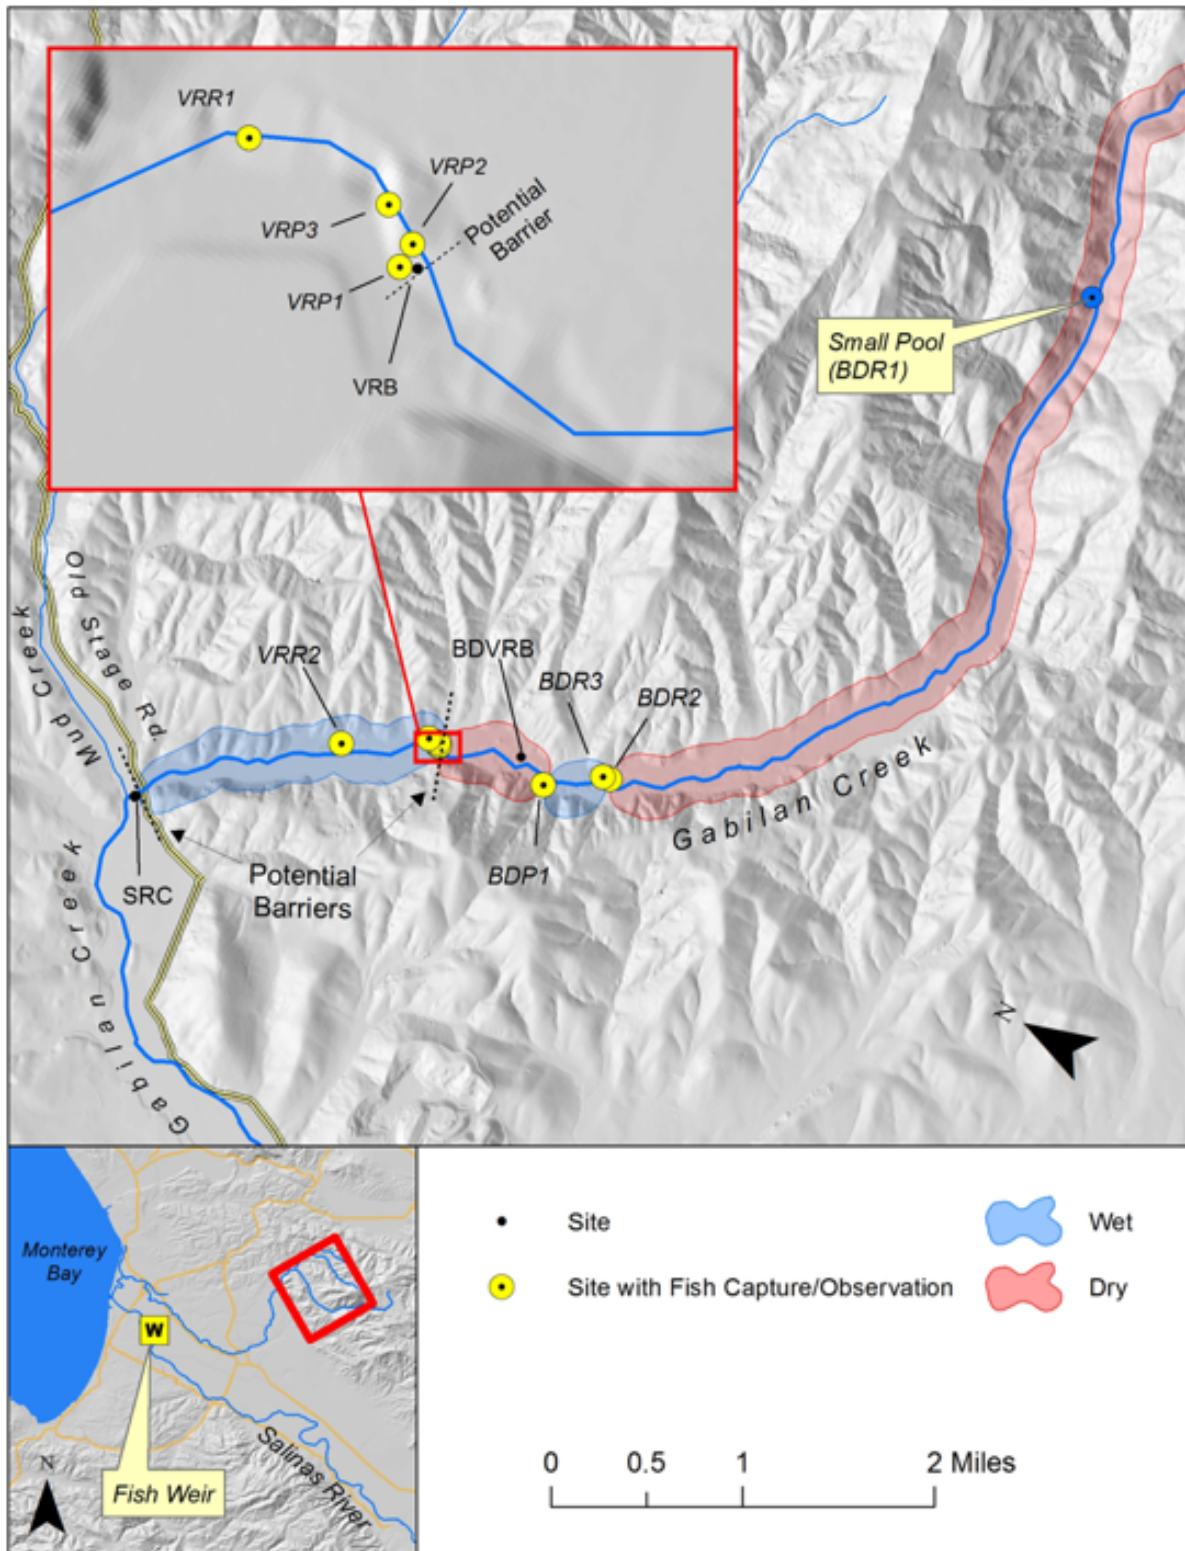 VRR1
VRP2
Potential
Barrier
VRP3
VRP1
VRB
Small Pool
(BDR1)
Old Stage Rd.
Mud Creek
VRR2
BDVRB
BDR3
BDR2
Gabilan Creek
BDP1
Potential
Barriers
SRC
Gabilan Creek
N
Monterey
Bay
W
Salinas River
Fish Weir
N
Site
Wet
Site with Fish Capture/Observation
Dry
0 0.5 1 2 Miles